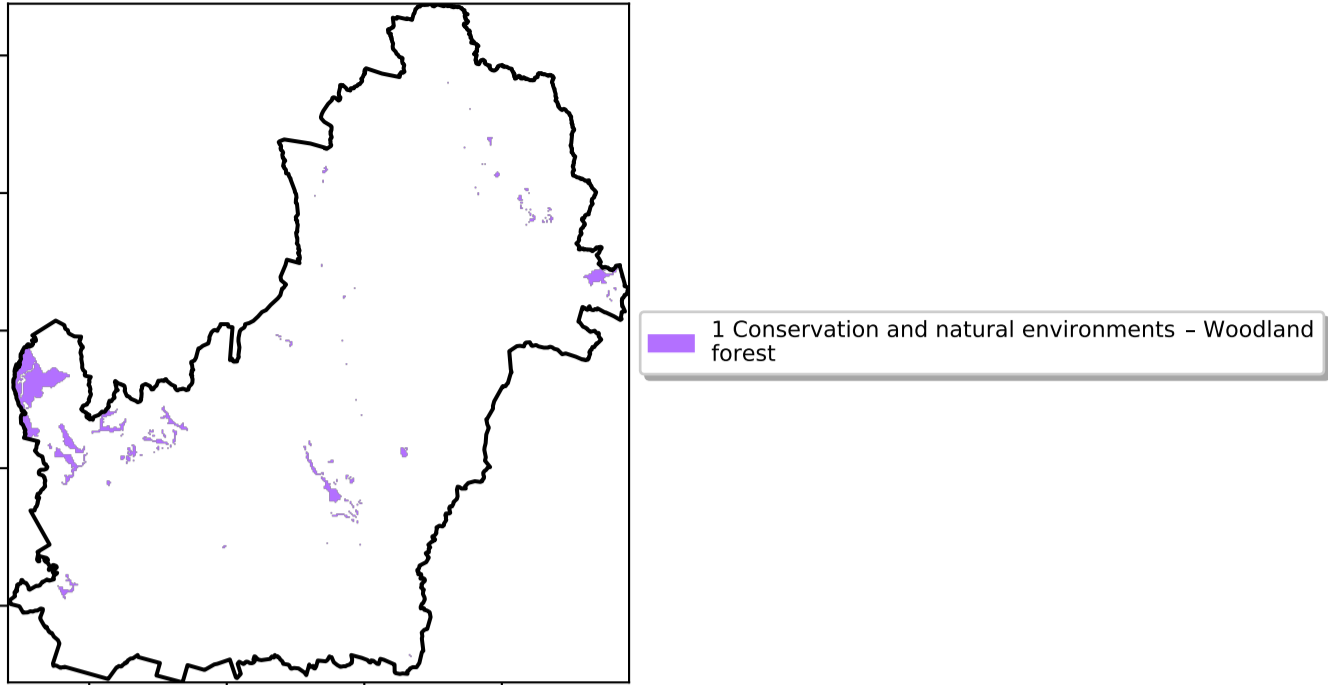 1 Conservation and natural environments – Woodland
forest